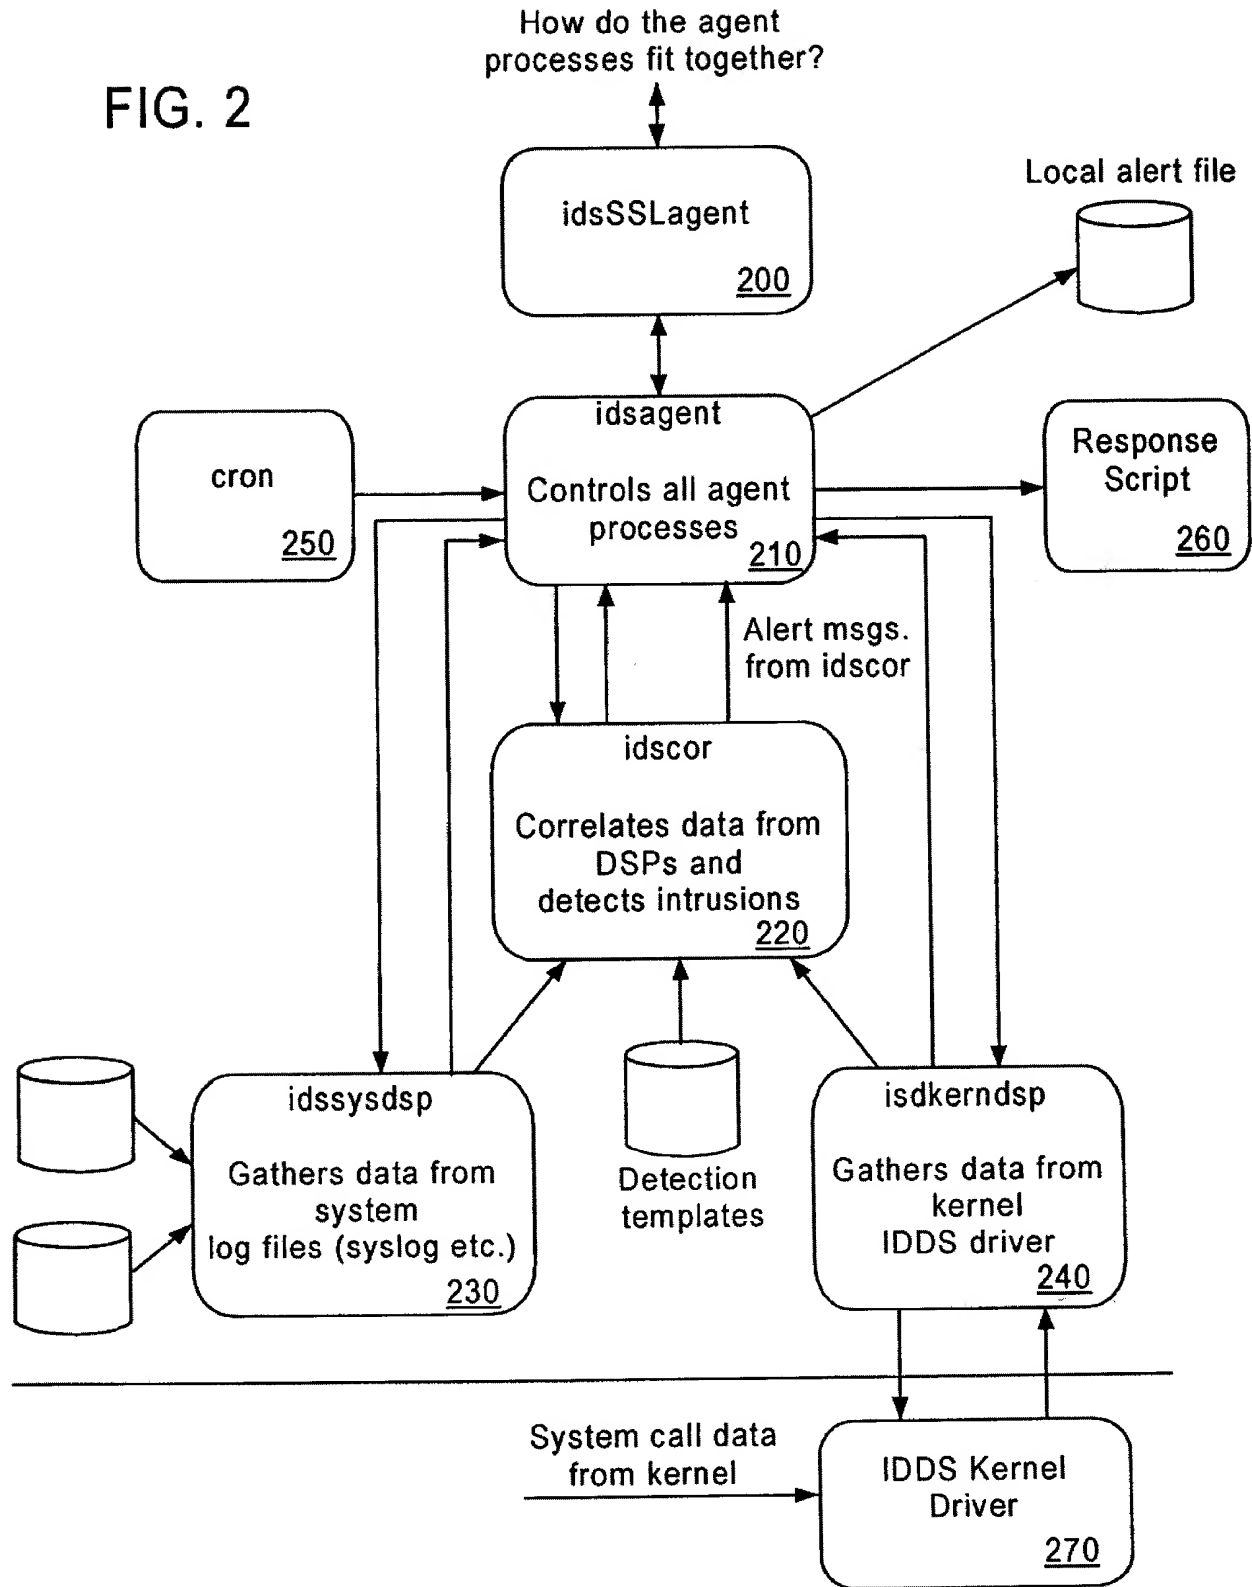 How do the agent
processes fit together?
FIG. 2
idsSSLagent
200
Local alert file
cron
250
idsagent
Controls all agent
processes
210
Response
Script
260
Alert msgs.
from idscor
idscor
Correlates data from
DSPs and
detects intrusions
220
idssysdsp
Gathers data from
system
log files (syslog etc.)
230
Detection
templates
isdkerndsp
Gathers data from
kernel
IDDS driver
240
System call data
from kernel
IDDS Kernel
Driver
270